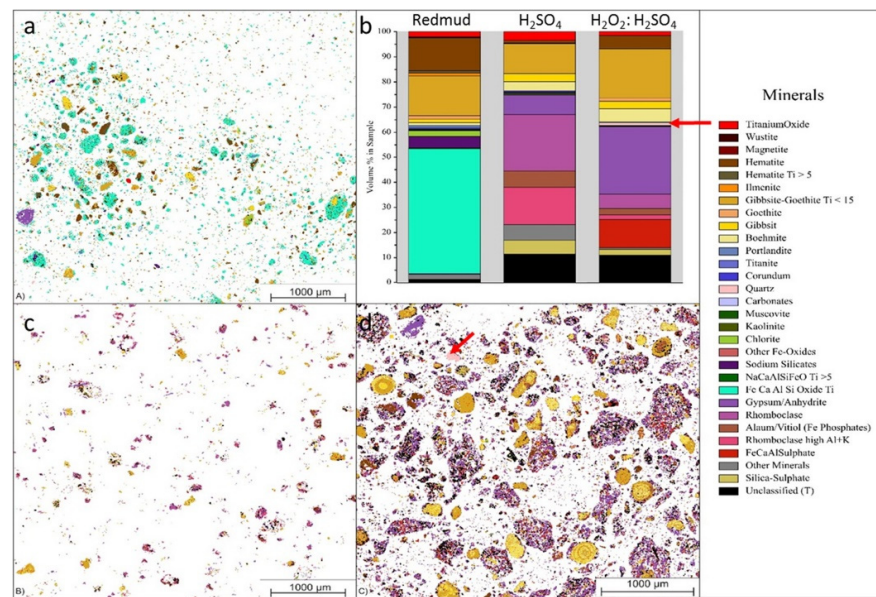 a
1000 µm
A)
b
Redmud
H₂SO₄
H₂O₂: H₂SO₄
Volume % in Sample
100
90
80
70
60
50
40
30
20
10
0
Minerals
TitaniumOxide
Wustite
Magnetite
Hematite
Hematite Ti > 5
Ilmenite
Gibbsite-Goethite Ti < 15
Goethite
Gibbsit
Boehmite
Portlandite
Titanite
Corundum
Quartz
Carbonates
Muscovite
Kaolinite
Chlorite
Other Fe-Oxides
Sodium Silicates
NaCaAlSiFeO Ti >5
Fe Ca Al Si Oxide Ti
Gypsum/Anhydrite
Rhomboclase
Alaum/Vitiol (Fe Phosphates)
Rhomboclase high Al+K
FeCaAlSulphate
Other Minerals
Silica-Sulphate
Unclassified (T)
c
1000 µm
B)
d
1000 µm
C)